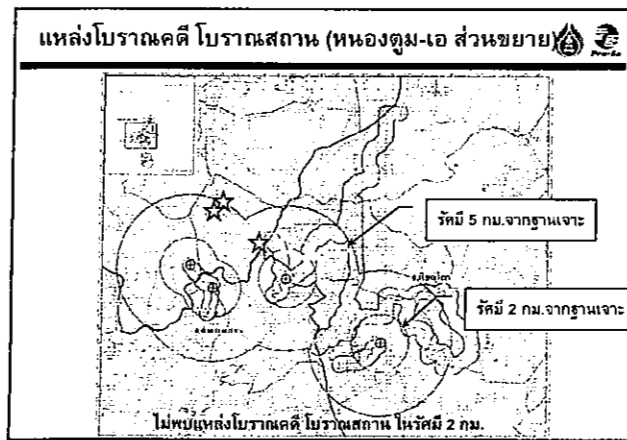 แหล่งโบราณคดี โบราณสถาน (หนองตูม-เอ ส่วนขยาย)
รัศมี 5 กม.จากฐานเจาะ
รัศมี 2 กม.จากฐานเจาะ
ไม่พบแหล่งโบราณคดี โบราณสถาน ในรัศมี 2 กม.